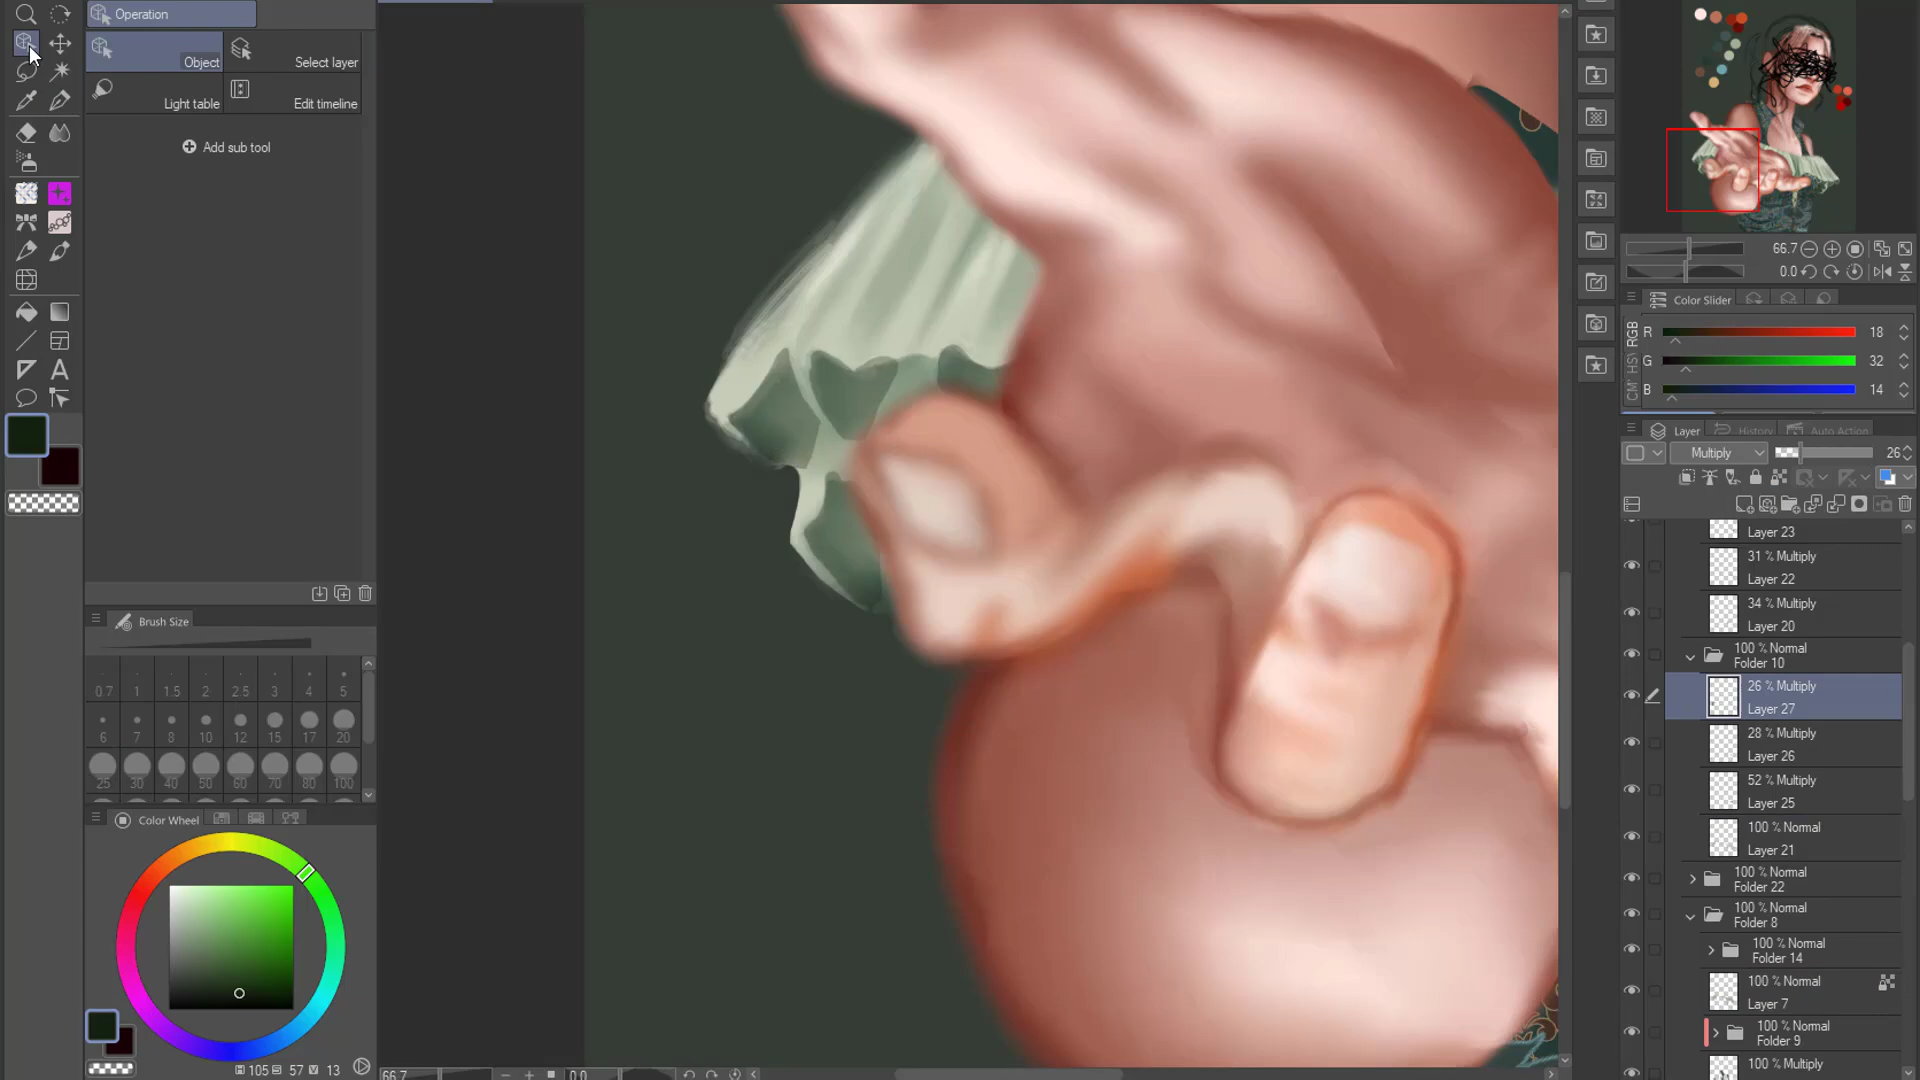 Operation
Object
Select layer
Light table
Edit timeline
Add sub tool
Brush Size
0.7 1 1.5 2 2.5 3 4 5
6 7 8 10 12 15 17 20
25 30 40 50 60 70 80 100
Color Wheel
H 105 S 57 V 13
66.7
0.0
66.7
0.0
Color Slider
RGB
HSV
R 18
G 32
B 14
Layer
History
Auto Action
Multiply
26
Layer 23
31 % Multiply
Layer 22
34 % Multiply
Layer 20
100 % Normal
Folder 10
26 % Multiply
Layer 27
28 % Multiply
Layer 26
52 % Multiply
Layer 25
100 % Normal
Layer 21
100 % Normal
Folder 22
100 % Normal
Folder 8
100 % Normal
Folder 14
100 % Normal
Layer 7
100 % Normal
Folder 9
100 % Multiply